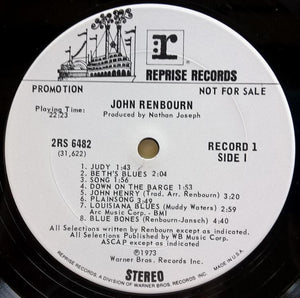 r
REPRISE RECORDS
PROMOTION
NOT FOR SALE
JOHN RENBOURN
Produced by Nathan Joseph
Playing Time:
22:23
2RS 6482
(31,622)
RECORD 1
SIDE 1
1. JUDY 1:43
2. BETH'S BLUES 2:04
3. SONG 1:56
4. DOWN ON THE BARGE 1:53
5. JOHN HENRY (Trad. Arr. Renbourn) 3:20
6. PLAINSONG 3:49
7. LOUISIANA BLUES (Muddy Waters) 2:59
Arc Music Corp. - BMI
8. BLUE BONES (Renbourn-Jansch) 4:40
All Selections written by Renbourn except as indicated
All Selections Published by WB Music Corp.
ASCAP except as indicated
℗1973
Warner Bros. Records Inc.
STEREO
REPRISE RECORDS, A DIVISION OF WARNER BROS. RECORDS INC. MADE IN U.S.A.